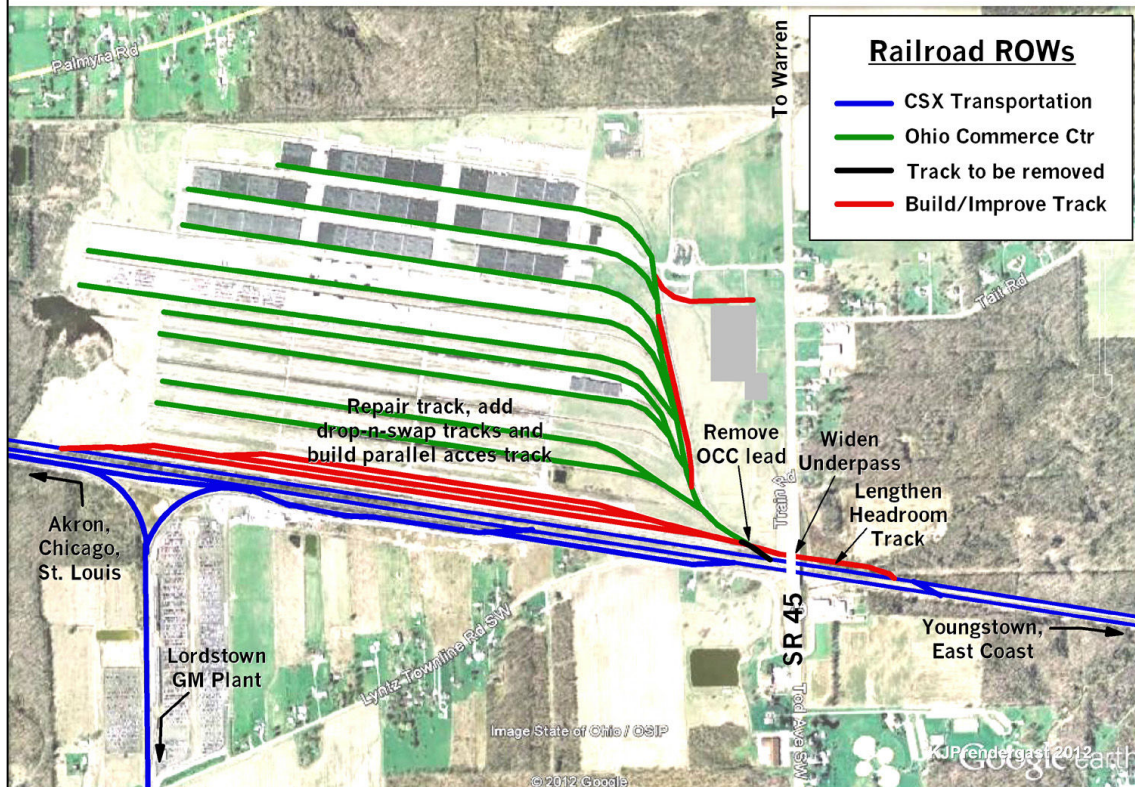 Palmyra Rd
To Warren
Railroad ROWs
CSX Transportation
Ohio Commerce Ctr
Track to be removed
Build/Improve Track
Tait Rd
Repair track, add
drop-n-swap tracks and
build parallel acces track
Remove
OCC lead
Widen
Underpass
Lengthen
Headroom
Track
Akron,
Chicago,
St. Louis
Lordstown
GM Plant
Lyntz Townline Rd SW
SR 45
Tod Ave SW
Youngstown,
East Coast
Image State of Ohio / OSIP
© 2012 Google
KJPrendergast 2012
Google earth